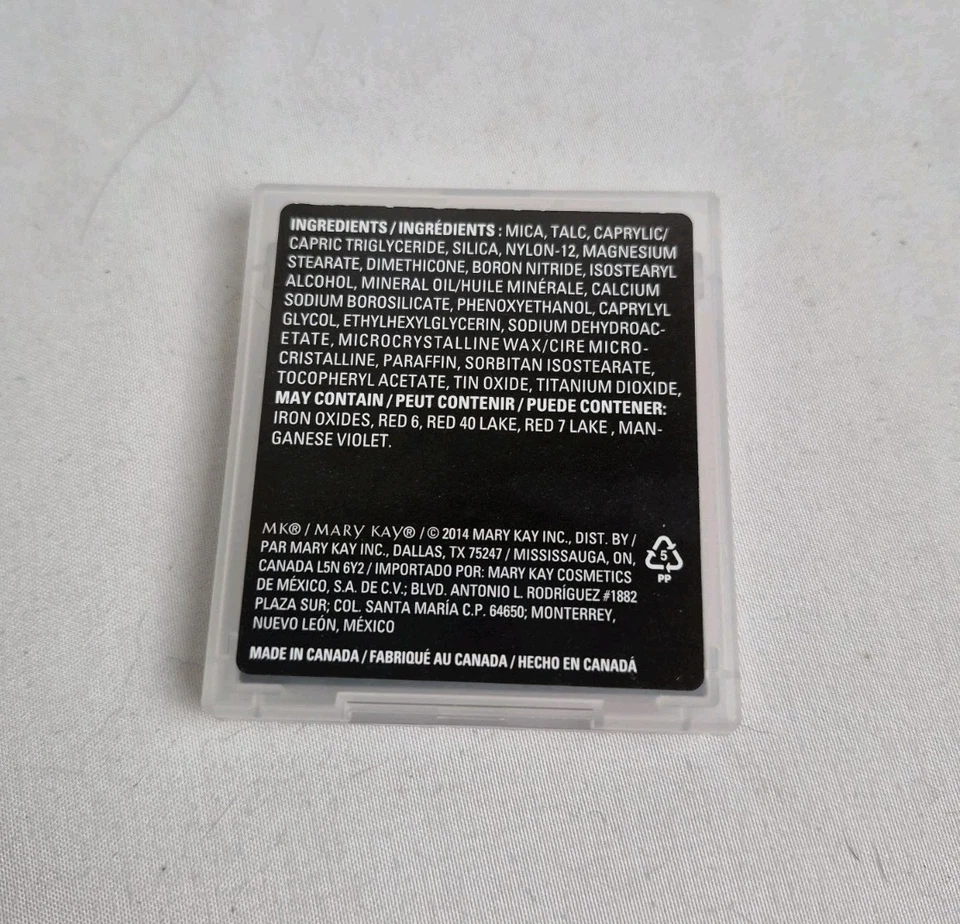 INGREDIENTS / INGRÉDIENTS : MICA, TALC, CAPRYLIC/
CAPRIC TRIGLYCERIDE, SILICA, NYLON-12, MAGNESIUM
STEARATE, DIMETHICONE, BORON NITRIDE, ISOSTEARYL
ALCOHOL, MINERAL OIL/HUILE MINÉRALE, CALCIUM
SODIUM BOROSILICATE, PHENOXYETHANOL, CAPRYLYL
GLYCOL, ETHYLHEXYLGLYCERIN, SODIUM DEHYDROAC-
ETATE, MICROCRYSTALLINE WAX/CIRE MICRO-
CRISTALLINE, PARAFFIN, SORBITAN ISOSTEARATE,
TOCOPHERYL ACETATE, TIN OXIDE, TITANIUM DIOXIDE,
MAY CONTAIN / PEUT CONTENIR / PUEDE CONTENER:
IRON OXIDES, RED 6, RED 40 LAKE, RED 7 LAKE , MAN-
GANESE VIOLET.
MK® / MARY KAY® / © 2014 MARY KAY INC., DIST. BY /
PAR MARY KAY INC., DALLAS, TX 75247 / MISSISSAUGA, ON,
CANADA L5N 6Y2 / IMPORTADO POR: MARY KAY COSMETICS
DE MÉXICO, S.A. DE C.V.; BLVD. ANTONIO L. RODRÍGUEZ #1882
PLAZA SUR; COL. SANTA MARÍA C.P. 64650; MONTERREY,
NUEVO LEÓN, MÉXICO
5
PP
MADE IN CANADA / FABRIQUÉ AU CANADA / HECHO EN CANADÁ